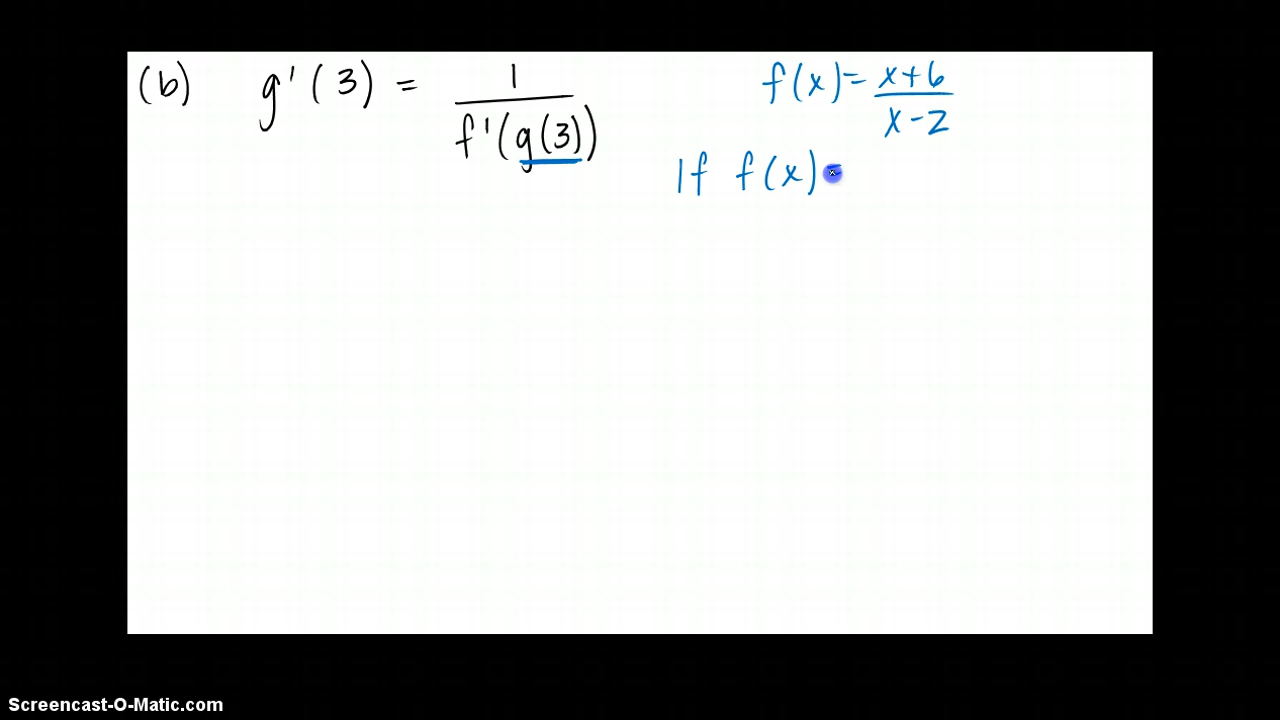 (b) g'(3) = 1/f'(g(3)) f(x) = x+6/x-2
If f(x) =
Screencast-O-Matic.com